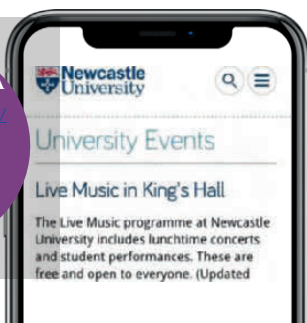 Newcastle
University
University Events
Live Music in King's Hall
The Live Music programme at Newcastle
University includes lunchtime concerts
and student performances. These are
free and open to everyone. (Updated